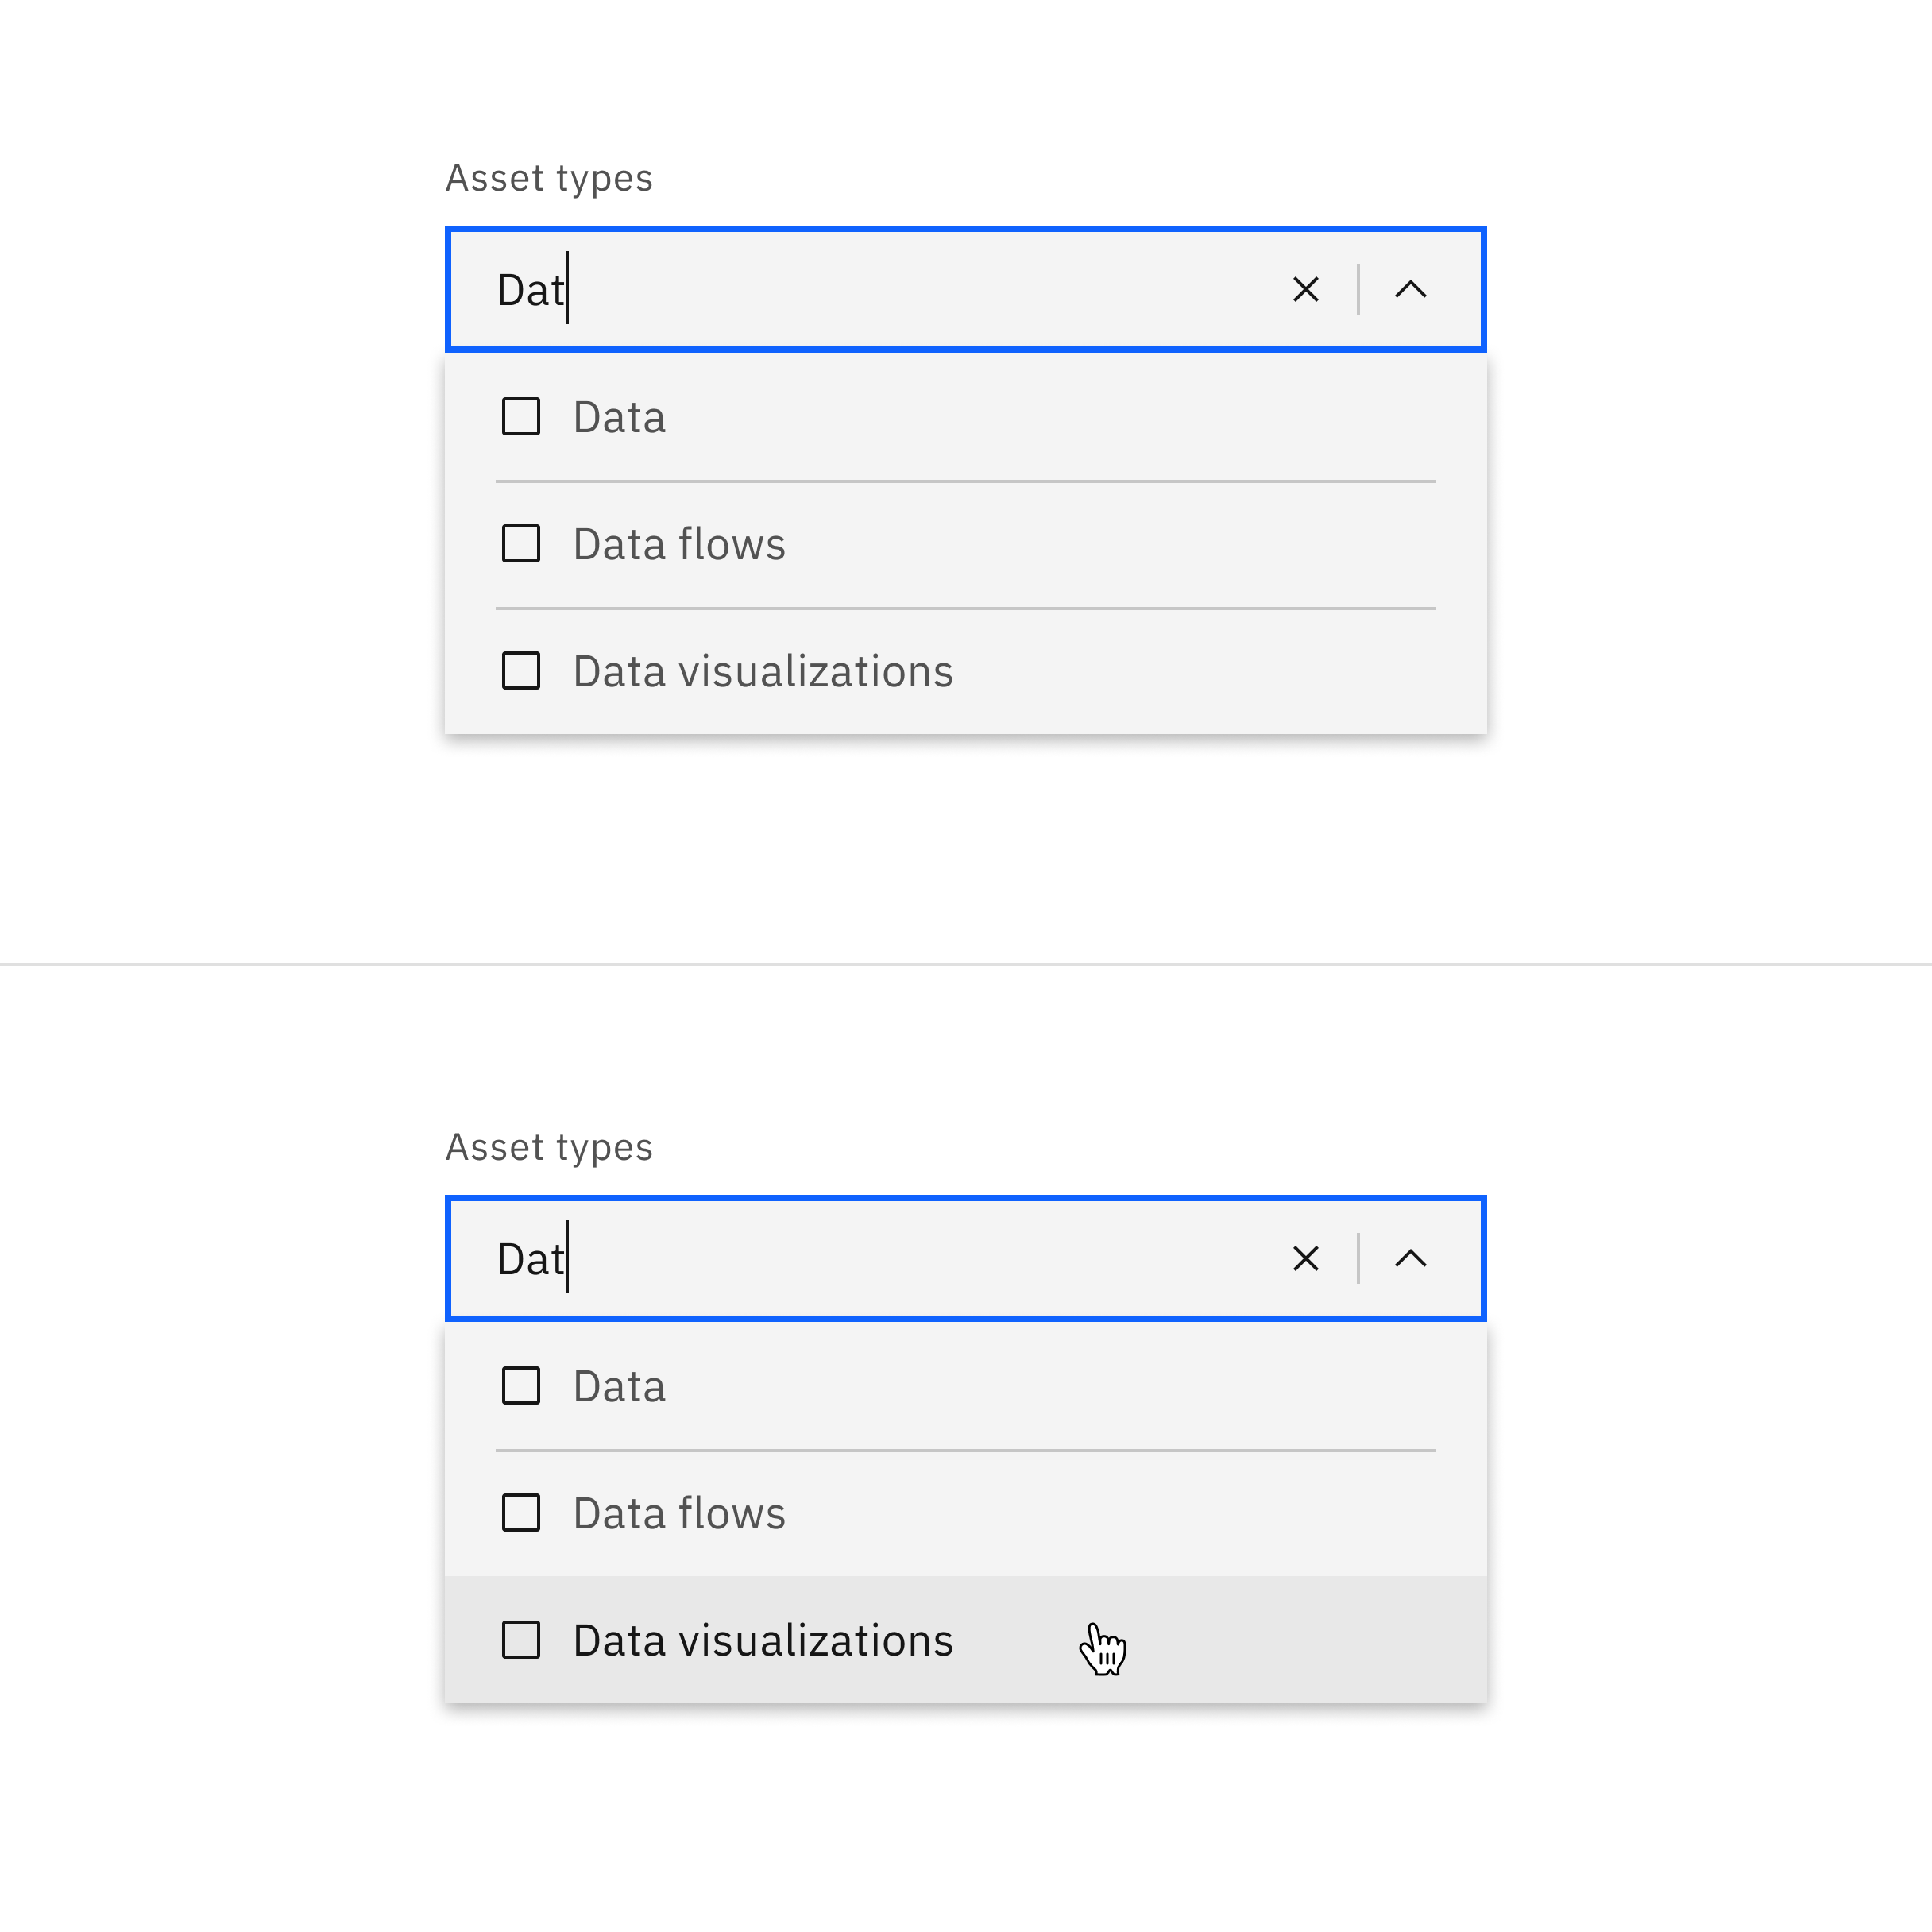 Asset types
Dat
Data
Data flows
Data visualizations
Asset types
Dat
Data
Data flows
Data visualizations